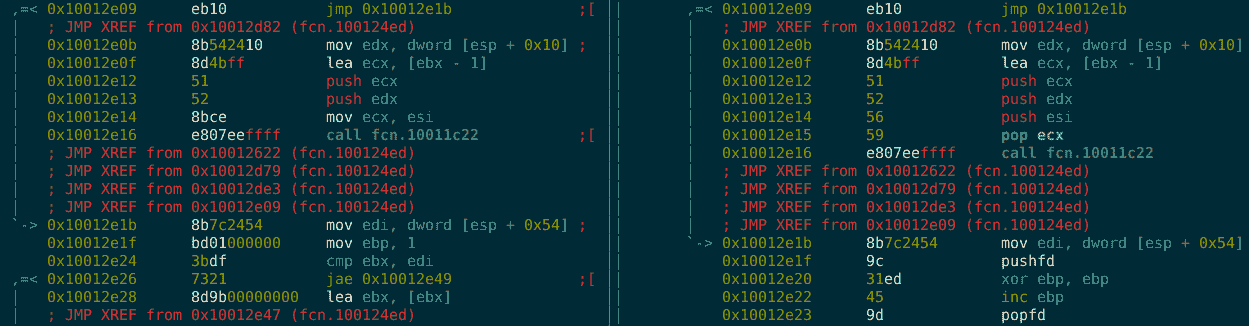 ,=< 0x10012e09 eb10 jmp 0x10012e1b ;[
| ; JMP XREF from 0x10012d82 (fcn.100124ed)
| 0x10012e0b 8b542410 mov edx, dword [esp + 0x10] ;
| 0x10012e0f 8d4bff lea ecx, [ebx - 1]
| 0x10012e12 51 push ecx
| 0x10012e13 52 push edx
| 0x10012e14 8bce mov ecx, esi
| 0x10012e16 e807eeffff call fcn.10011c22 ;[
| ; JMP XREF from 0x10012622 (fcn.100124ed)
| ; JMP XREF from 0x10012d79 (fcn.100124ed)
| ; JMP XREF from 0x10012de3 (fcn.100124ed)
| ; JMP XREF from 0x10012e09 (fcn.100124ed)
`-> 0x10012e1b 8b7c2454 mov edi, dword [esp + 0x54] ;
0x10012e1f bd01000000 mov ebp, 1
0x10012e24 3bdf cmp ebx, edi
,=< 0x10012e26 7321 jae 0x10012e49 ;[
| 0x10012e28 8d9b00000000 lea ebx, [ebx]
| ; JMP XREF from 0x10012e47 (fcn.100124ed)
,=< 0x10012e09 eb10 jmp 0x10012e1b
| ; JMP XREF from 0x10012d82 (fcn.100124ed)
| 0x10012e0b 8b542410 mov edx, dword [esp + 0x10]
| 0x10012e0f 8d4bff lea ecx, [ebx - 1]
| 0x10012e12 51 push ecx
| 0x10012e13 52 push edx
| 0x10012e14 56 push esi
| 0x10012e15 59 pop ecx
| 0x10012e16 e807eeffff call fcn.10011c22
| ; JMP XREF from 0x10012622 (fcn.100124ed)
| ; JMP XREF from 0x10012d79 (fcn.100124ed)
| ; JMP XREF from 0x10012de3 (fcn.100124ed)
| ; JMP XREF from 0x10012e09 (fcn.100124ed)
`-> 0x10012e1b 8b7c2454 mov edi, dword [esp + 0x54]
0x10012e1f 9c pushfd
0x10012e20 31ed xor ebp, ebp
0x10012e22 45 inc ebp
0x10012e23 9d popfd